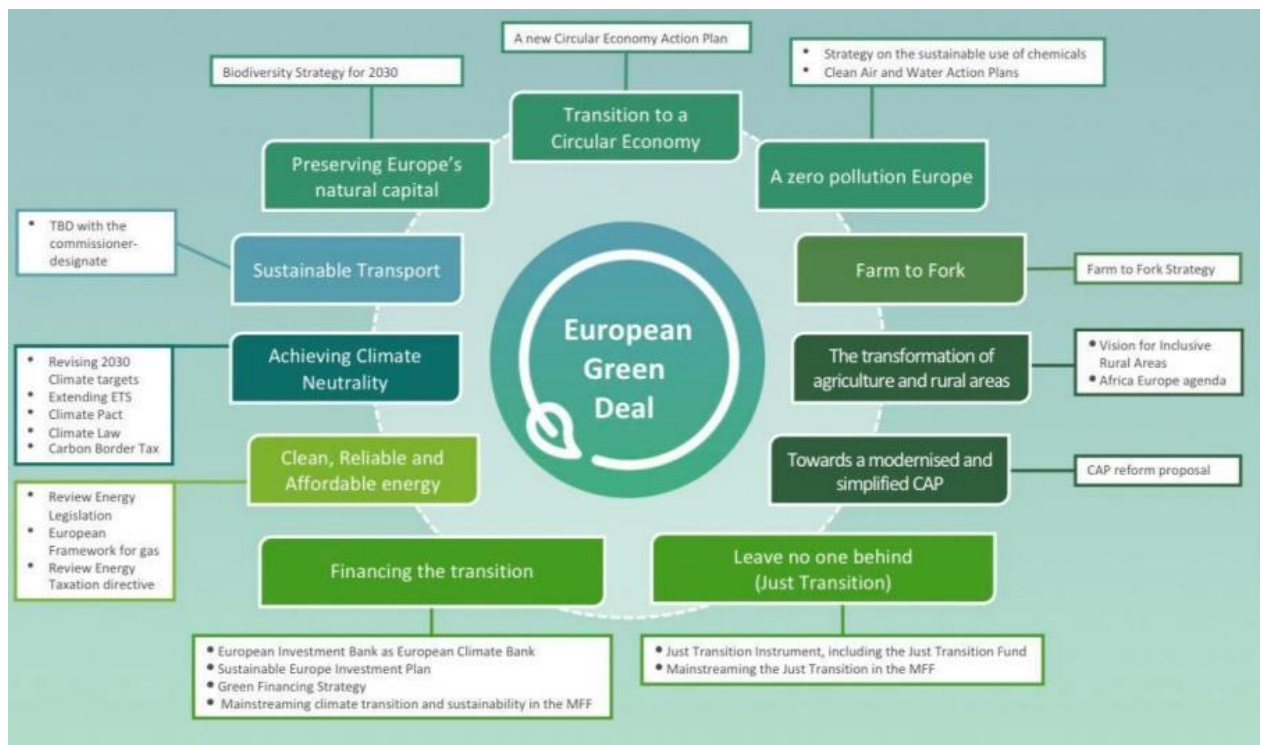 A new Circular Economy Action Plan
• Strategy on the sustainable use of chemicals
• Clean Air and Water Action Plans
Biodiversity Strategy for 2030
Transition to a
Circular Economy
Preserving Europe's
natural capital
A zero pollution Europe
• TBD with the
commissioner-
designate
Sustainable Transport
Farm to Fork
Farm to Fork Strategy
European
Green
Deal
• Revising 2030
Climate targets
• Extending ETS
• Climate Pact
• Climate Law
• Carbon Border Tax
Achieving Climate
Neutrality
The transformation of
agriculture and rural areas
• Vision for Inclusive
Rural Areas
• Africa Europe agenda
Clean, Reliable and
Affordable energy
Towards a modernised and
simplified CAP
CAP reform proposal
• Review Energy
Legislation
• European
Framework for gas
• Review Energy
Taxation directive
Financing the transition
Leave no one behind
(Just Transition)
• European Investment Bank as European Climate Bank
• Sustainable Europe Investment Plan
• Green Financing Strategy
• Mainstreaming climate transition and sustainability in the MFF
• Just Transition Instrument, including the Just Transition Fund
• Mainstreaming the Just Transition in the MFF